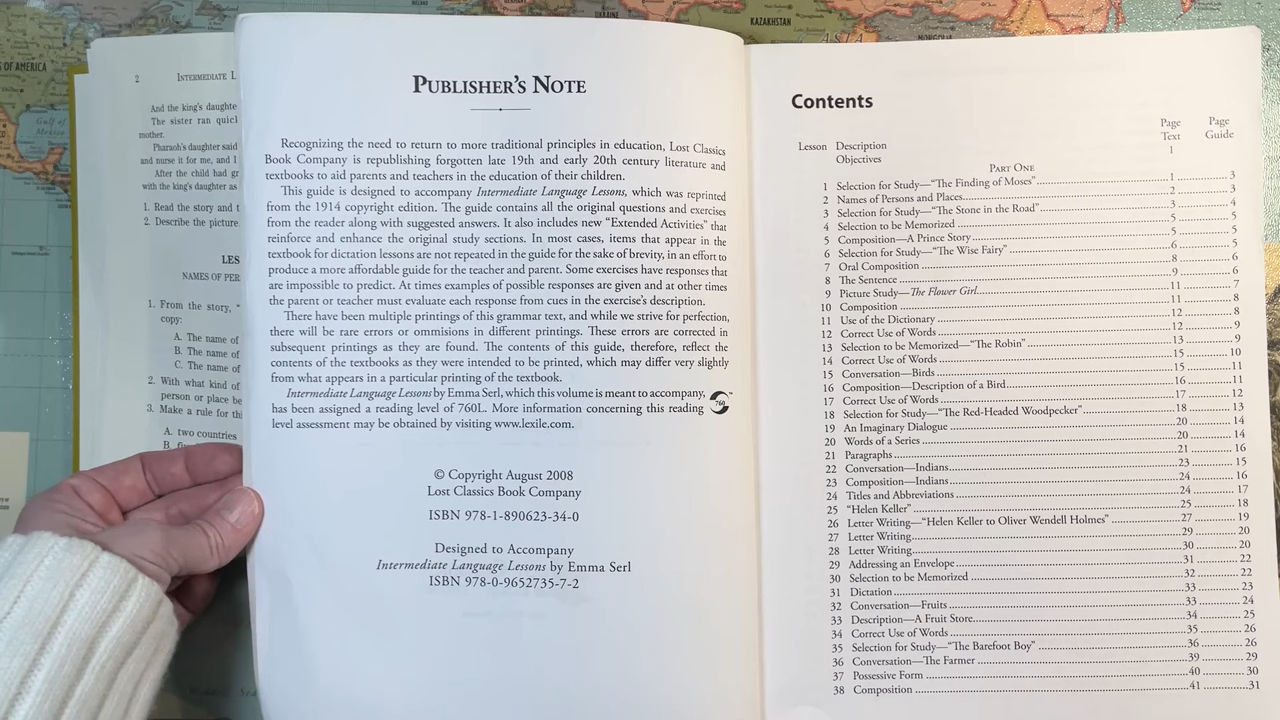 OF AMERICA
Gulf of
Mexico
UKRAINE
KAZAKHSTAN
ASIA
MONGOLIA
2 INTERMEDIATE L
And the king's daughte
The sister ran quicl
mother.
Pharaoh's daughter said
and nurse it for me, and I
After the child had gr
with the king's daughter as
1. Read the story and t
2. Describe the picture
LES
NAMES OF PER
1. From the story, "
copy:
A. The name of
B. The name of
C. The name of
2. With what kind of
person or place be
3. Make a rule for thi
A. two countries
B
PUBLISHER'S NOTE
Recognizing the need to return to more traditional principles in education, Lost Classics
Book Company is republishing forgotten late 19th and early 20th century literature and
textbooks to aid parents and teachers in the education of their children.
This guide is designed to accompany Intermediate Language Lessons, which was reprinted
from the 1914 copyright edition. The guide contains all the original questions and exercises
from the reader along with suggested answers. It also includes new "Extended Activities" that
reinforce and enhance the original study sections. In most cases, items that appear in the
textbook for dictation lessons are not repeated in the guide for the sake of brevity, in an effort to
produce a more affordable guide for the teacher and parent. Some exercises have responses that
are impossible to predict. At times examples of possible responses are given and at other times
the parent or teacher must evaluate each response from cues in the exercise's description.
There have been multiple printings of this grammar text, and while we strive for perfection,
there will be rare errors or ommisions in different printings. These errors are corrected in
subsequent printings as they are found. The contents of this guide, therefore, reflect the
contents of the textbooks as they were intended to be printed, which may differ very slightly
from what appears in a particular printing of the textbook.
Intermediate Language Lessons by Emma Serl, which this volume is meant to accompany,
has been assigned a reading level of 760L. More information concerning this reading
level assessment may be obtained by visiting www.lexile.com.
760
© Copyright August 2008
Lost Classics Book Company
ISBN 978-1-890623-34-0
Designed to Accompany
Intermediate Language Lessons by Emma Serl
ISBN 978-0-9652735-7-2
Contents
Page Page
Text Guide
Lesson Description
Objectives 1
PART ONE
1 Selection for Study—"The Finding of Moses" 1 3
2 Names of Persons and Places 2 3
3 Selection for Study—"The Stone in the Road" 3 4
4 Selection to be Memorized 5 5
5 Composition—A Prince Story 5 5
6 Selection for Study—"The Wise Fairy" 6 5
7 Oral Composition 8 6
8 The Sentence 9 6
9 Picture Study—The Flower Girl 11 7
10 Composition 11 8
11 Use of the Dictionary 12 8
12 Correct Use of Words 12 9
13 Selection to be Memorized—"The Robin" 13 9
14 Correct Use of Words 15 10
15 Conversation—Birds 15 11
16 Composition—Description of a Bird 16 11
17 Correct Use of Words 17 12
18 Selection for Study—"The Red-Headed Woodpecker" 18 13
19 An Imaginary Dialogue 20 14
20 Words of a Series 20 14
21 Paragraphs 21 16
22 Conversation—Indians 23 15
23 Composition—Indians 24 16
24 Titles and Abbreviations 24 17
25 "Helen Keller" 25 18
26 Letter Writing—"Helen Keller to Oliver Wendell Holmes" 27 19
27 Letter Writing 29 20
28 Letter Writing 30 20
29 Addressing an Envelope 31 22
30 Selection to be Memorized 32 22
31 Dictation 33 23
32 Conversation—Fruits 33 24
33 Description—A Fruit Store 34 25
34 Correct Use of Words 35 26
35 Selection for Study—"The Barefoot Boy" 36 26
36 Conversation—The Farmer 39 29
37 Possessive Form 40 30
38 Composition 41 31